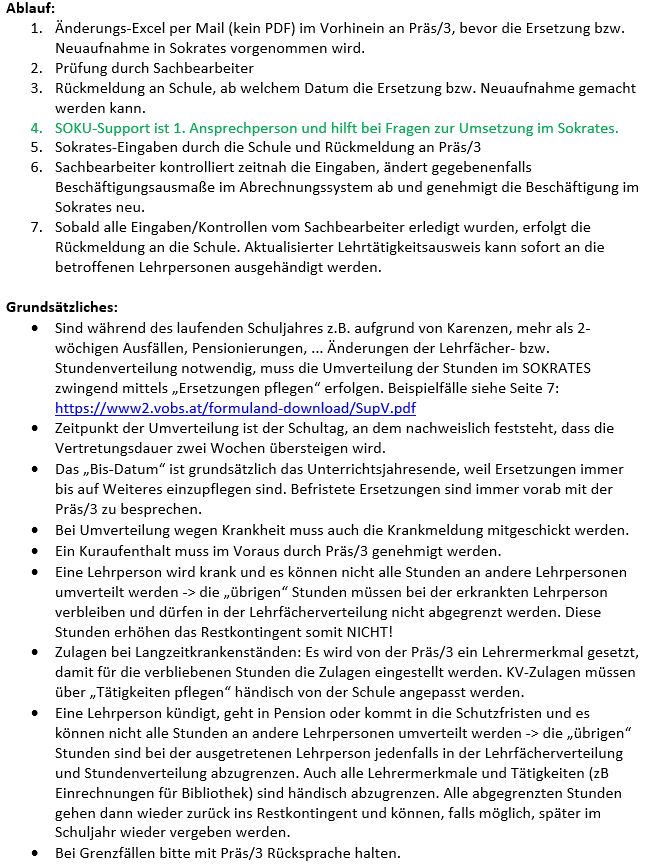 Ablauf:
1. Änderungs-Excel per Mail (kein PDF) im Vorhinein an Präs/3, bevor die Ersetzung bzw.
Neuaufnahme in Sokrates vorgenommen wird.
2. Prüfung durch Sachbearbeiter
3. Rückmeldung an Schule, ab welchem Datum die Ersetzung bzw. Neuaufnahme gemacht
werden kann.
4. SOKU-Support ist 1. Ansprechperson und hilft bei Fragen zur Umsetzung im Sokrates.
5. Sokrates-Eingaben durch die Schule und Rückmeldung an Präs/3
6. Sachbearbeiter kontrolliert zeitnah die Eingaben, ändert gegebenenfalls
Beschäftigungsausmaße im Abrechnungssystem ab und genehmigt die Beschäftigung im
Sokrates neu.
7. Sobald alle Eingaben/Kontrollen vom Sachbearbeiter erledigt wurden, erfolgt die
Rückmeldung an die Schule. Aktualisierter Lehrtätigkeitsausweis kann sofort an die
betroffenen Lehrpersonen ausgehändigt werden.
Grundsätzliches:
• Sind während des laufenden Schuljahres z.B. aufgrund von Karenzen, mehr als 2-
wöchigen Ausfällen, Pensionierungen, ... Änderungen der Lehrfächer- bzw.
Stundenverteilung notwendig, muss die Umverteilung der Stunden im SOKRATES
zwingend mittels „Ersetzungen pflegen“ erfolgen. Beispielfälle siehe Seite 7:
https://www2.vobs.at/formuland-download/SupV.pdf
• Zeitpunkt der Umverteilung ist der Schultag, an dem nachweislich feststeht, dass die
Vertretungsdauer zwei Wochen übersteigen wird.
• Das „Bis-Datum“ ist grundsätzlich das Unterrichtsjahresende, weil Ersetzungen immer
bis auf Weiteres einzupflegen sind. Befristete Ersetzungen sind immer vorab mit der
Präs/3 zu besprechen.
• Bei Umverteilung wegen Krankheit muss auch die Krankmeldung mitgeschickt werden.
• Ein Kuraufenthalt muss im Voraus durch Präs/3 genehmigt werden.
• Eine Lehrperson wird krank und es können nicht alle Stunden an andere Lehrpersonen
umverteilt werden -> die „übrigen“ Stunden müssen bei der erkrankten Lehrperson
verbleiben und dürfen in der Lehrfächerverteilung nicht abgegrenzt werden. Diese
Stunden erhöhen das Restkontingent somit NICHT!
• Zulagen bei Langzeitkrankenständen: Es wird von der Präs/3 ein Lehrermerkmal gesetzt,
damit für die verbliebenen Stunden die Zulagen eingestellt werden. KV-Zulagen müssen
über „Tätigkeiten pflegen“ händisch von der Schule angepasst werden.
• Eine Lehrperson kündigt, geht in Pension oder kommt in die Schutzfristen und es
können nicht alle Stunden an andere Lehrpersonen umverteilt werden -> die „übrigen“
Stunden sind bei der ausgetretenen Lehrperson jedenfalls in der Lehrfächerverteilung
und Stundenverteilung abzugrenzen. Auch alle Lehrermerkmale und Tätigkeiten (zB
Einrechnungen für Bibliothek) sind händisch abzugrenzen. Alle abgegrenzten Stunden
gehen dann wieder zurück ins Restkontingent und können, falls möglich, später im
Schuljahr wieder vergeben werden.
• Bei Grenzfällen bitte mit Präs/3 Rücksprache halten.